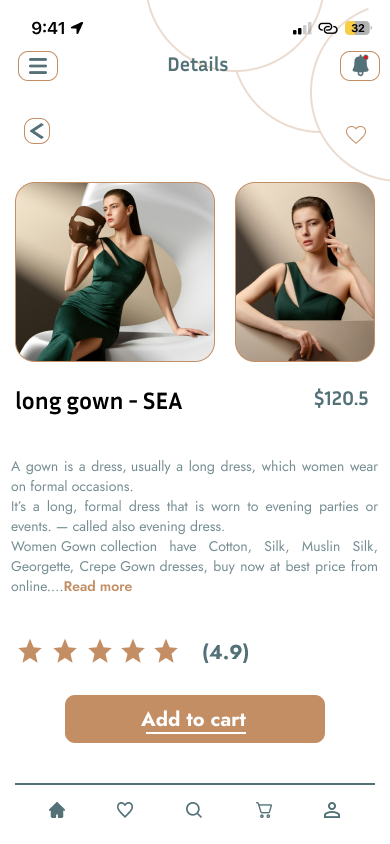 9:41
32
Details
long gown - SEA
$120.5
A gown is a dress, usually a long dress, which women wear
on formal occasions.
It's a long, formal dress that is worn to evening parties or
events. — called also evening dress.
Women Gown collection have Cotton, Silk, Muslin Silk,
Georgette, Crepe Gown dresses, buy now at best price from
online....Read more
(4.9)
Add to cart